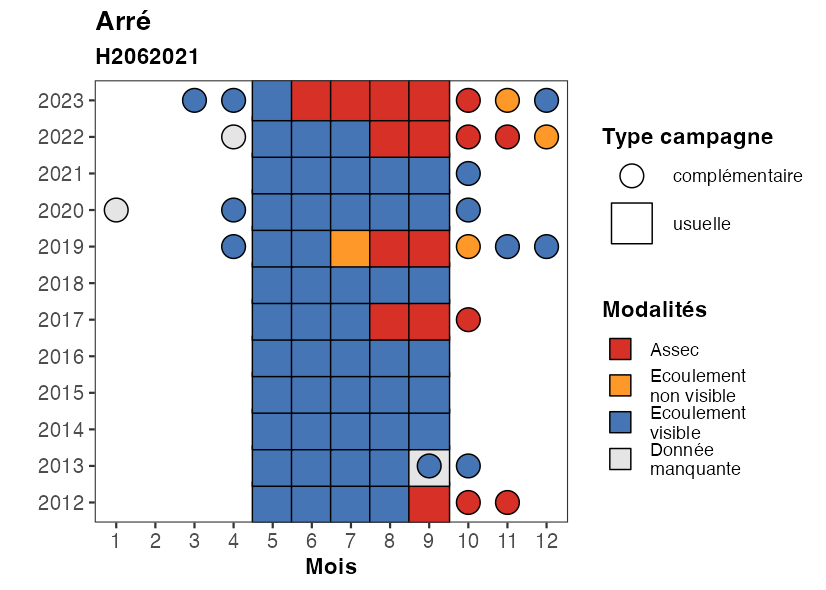 Arré
H2062021
2023
2022
2021
2020
2019
2018
2017
2016
2015
2014
2013
2012
1 2 3 4 5 6 7 8 9 10 11 12
Mois
Type campagne
complémentaire
usuelle
Modalités
Assec
Ecoulement
non visible
Ecoulement
visible
Donnée
manquante